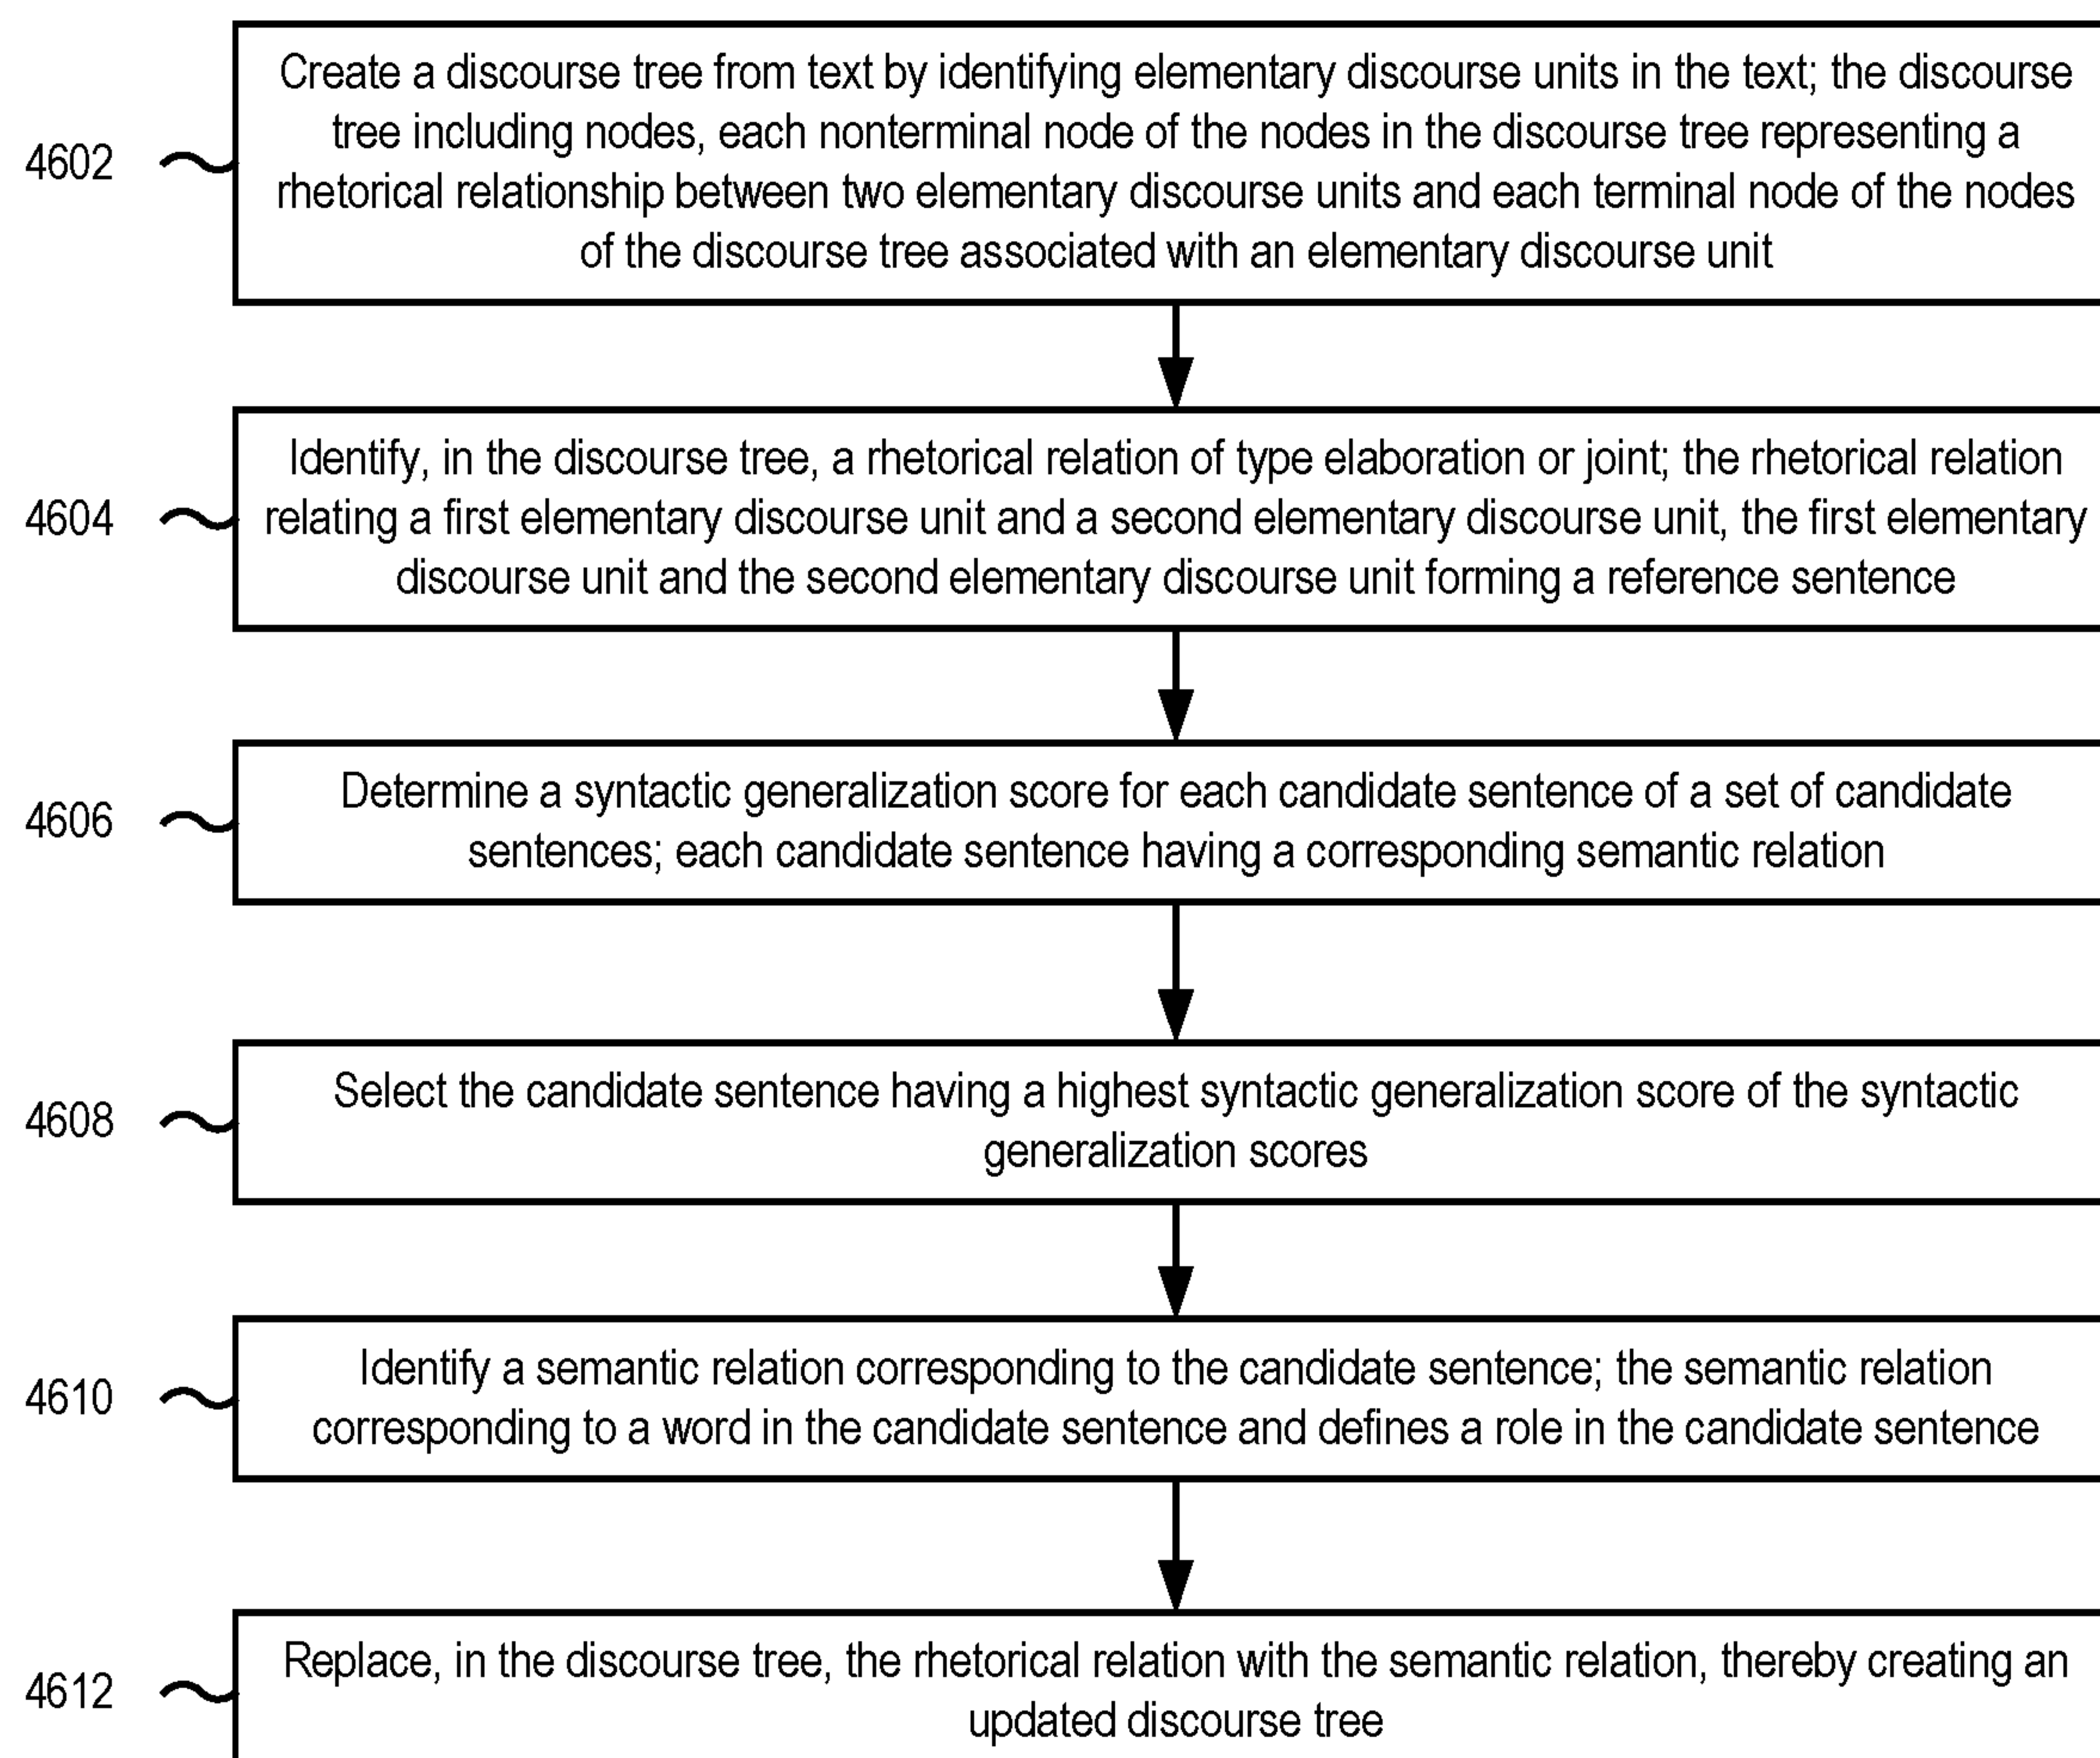 Create a discourse tree from text by identifying elementary discourse units in the text; the discourse
tree including nodes, each nonterminal node of the nodes in the discourse tree representing a
4602
rhetorical relationship between two elementary discourse units and each terminal node of the nodes
of the discourse tree associated with an elementary discourse unit
Identify, in the discourse tree, a rhetorical relation of type elaboration or joint; the rhetorical relation
4604
relating a first elementary discourse unit and a second elementary discourse unit, the first elementary
discourse unit and the second elementary discourse unit forming a reference sentence
Determine a syntactic generalization score for each candidate sentence of a set of candidate
4606
sentences; each candidate sentence having a corresponding semantic relation
Select the candidate sentence having a highest syntactic generalization score of the syntactic
4608
generalization scores
Identify a semantic relation corresponding to the candidate sentence; the semantic relation
4610
corresponding to a word in the candidate sentence and defines a role in the candidate sentence
Replace, in the discourse tree, the rhetorical relation with the semantic relation, thereby creating an
4612
updated discourse tree